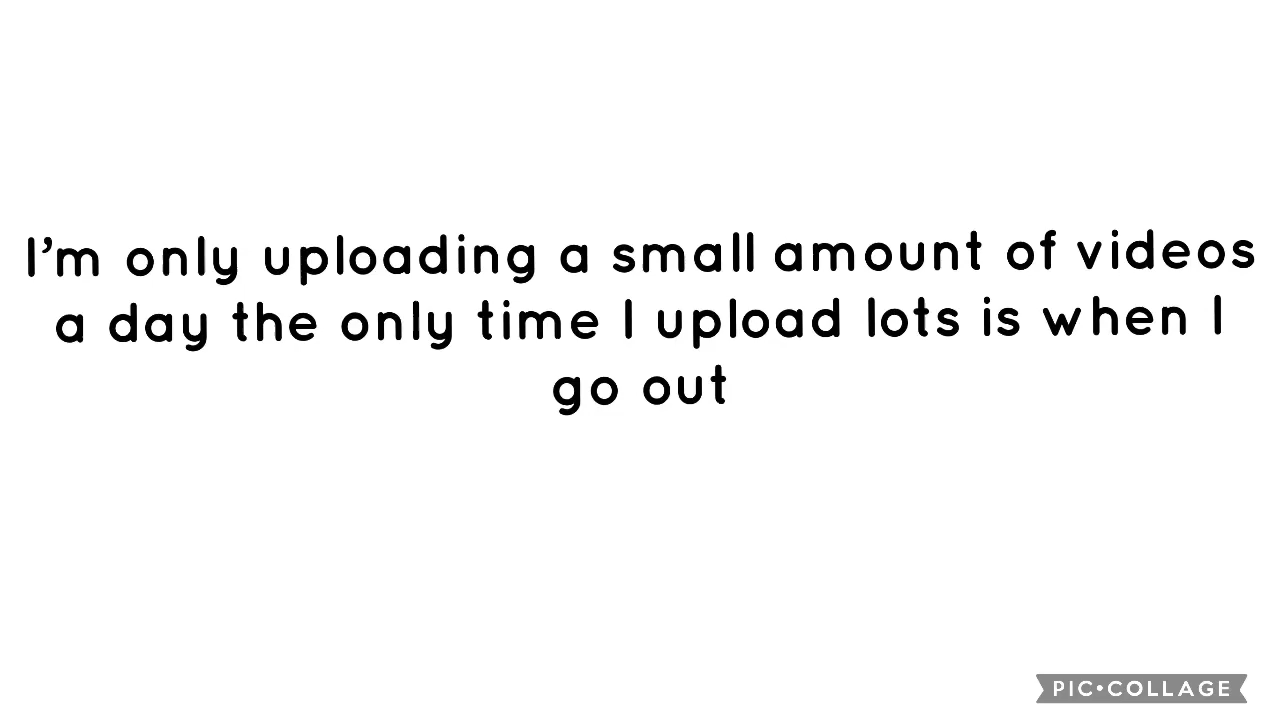 I'm only uploading a small amount of videos
a day the only time I upload lots is when I
go out
PIC•COLLAGE